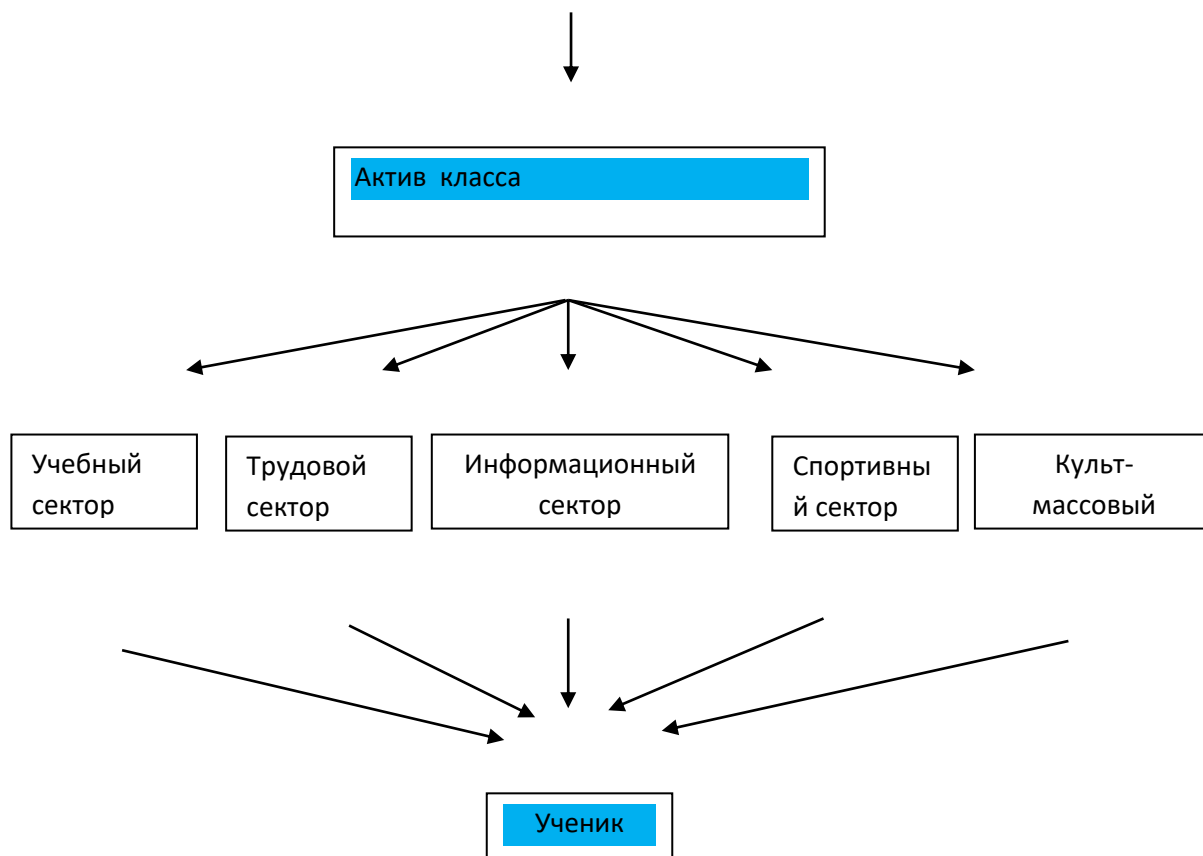 Актив класса
Учебный
сектор
Трудовой
сектор
Информационный
сектор
Спортивны
й сектор
Культ-
массовый
Ученик